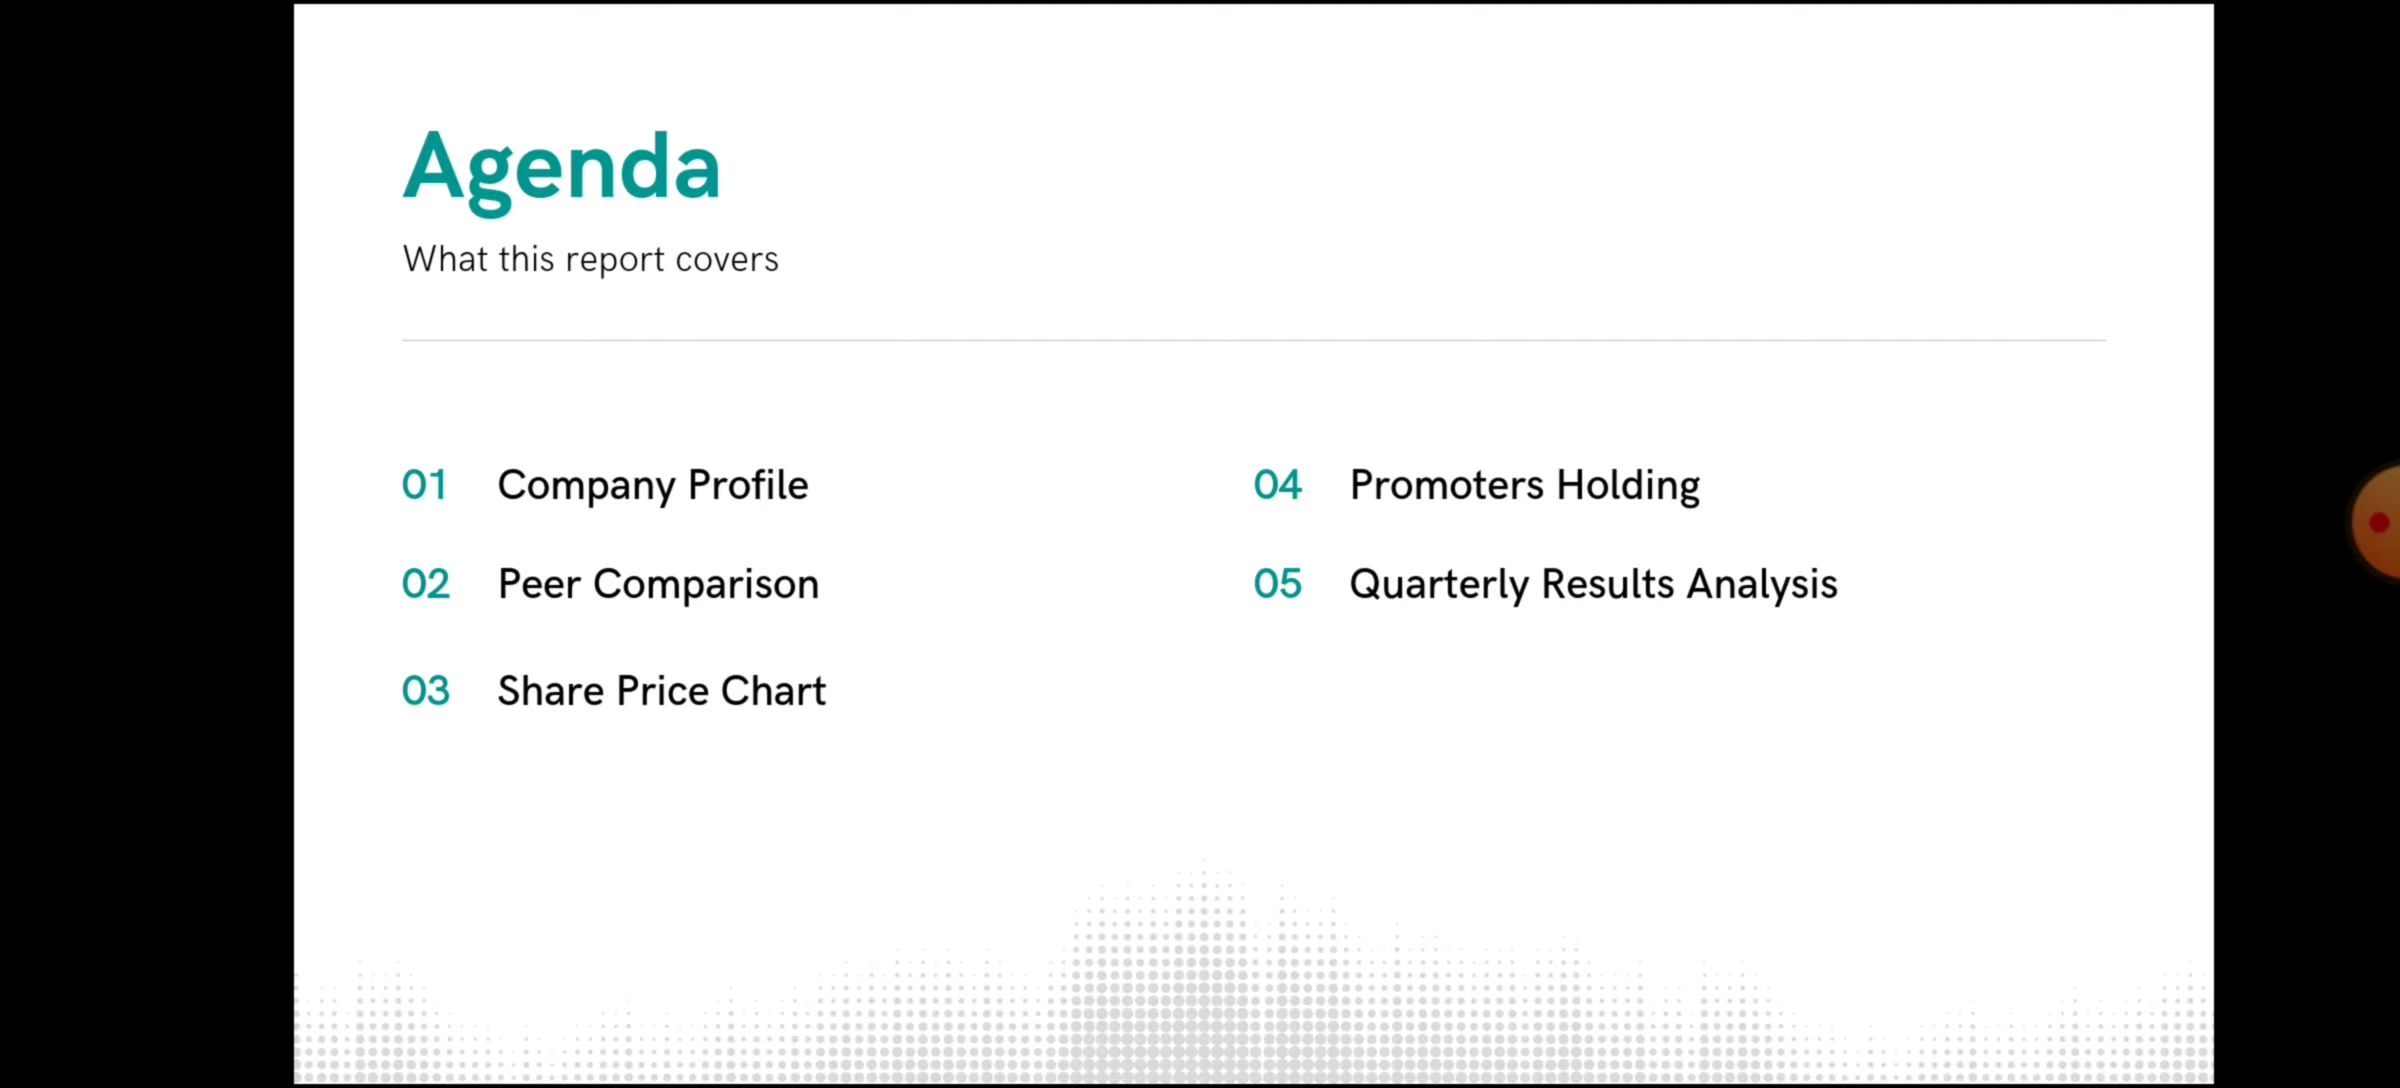 Agenda
What this report covers
01 Company Profile
02 Peer Comparison
03 Share Price Chart
04 Promoters Holding
05 Quarterly Results Analysis